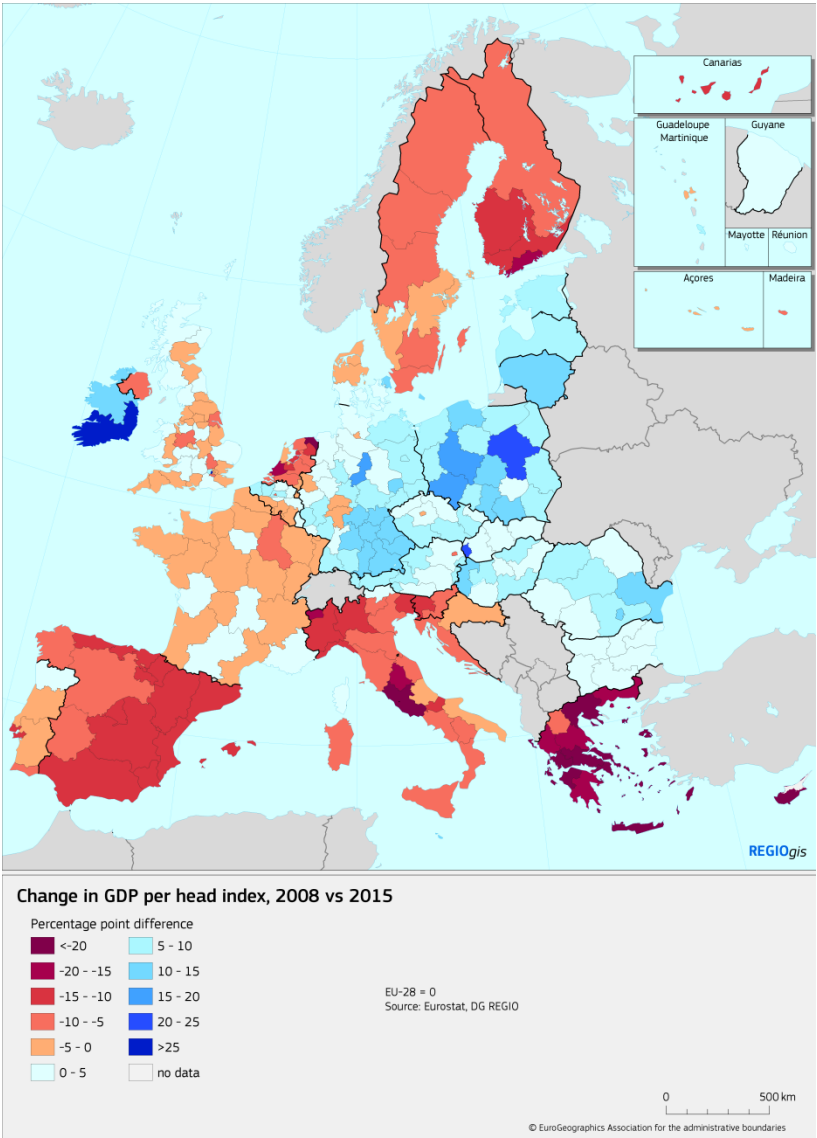 Canarias
Guadeloupe
Martinique
Guyane
Mayotte
Réunion
Açores
Madeira
REGIOgis
Change in GDP per head index, 2008 vs 2015
Percentage point difference
<-20
-20 - -15
-15 - -10
-10 - -5
-5 - 0
0 - 5
5 - 10
10 - 15
15 - 20
20 - 25
>25
no data
EU-28 = 0
Source: Eurostat, DG REGIO
0 500 km
© EuroGeographics Association for the administrative boundaries